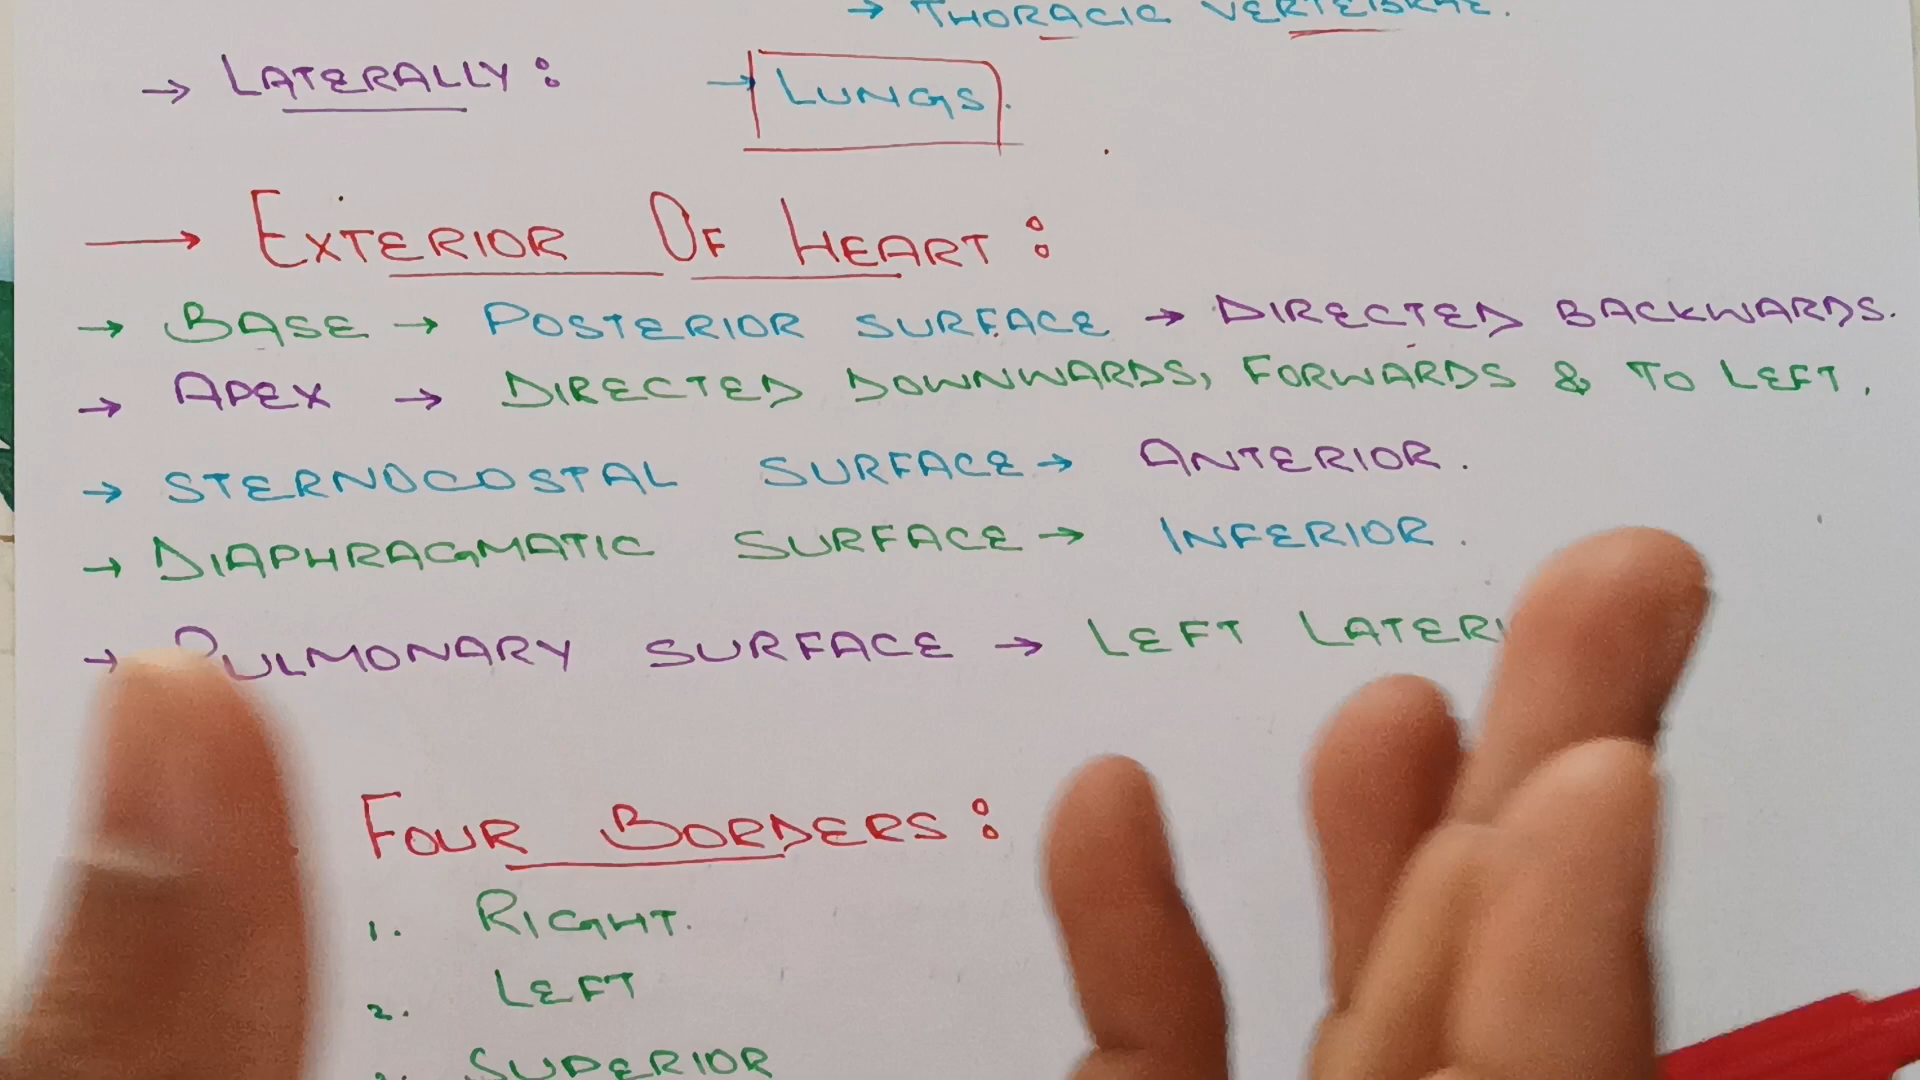 → THORACIC VERTEBRAE.
→ LATERALLY: → LUNGS.
→ EXTERIOR OF HEART:
→ BASE → POSTERIOR SURFACE → DIRECTED BACKWARDS.
→ APEX → DIRECTED DOWNWARDS, FORWARDS & TO LEFT.
→ STERNOCOSTAL SURFACE → ANTERIOR.
→ DIAPHRAGMATIC SURFACE → INFERIOR.
→ PULMONARY SURFACE → LEFT
FOUR BORDERS:
1. RIGHT.
2. LEFT
SUPERIOR